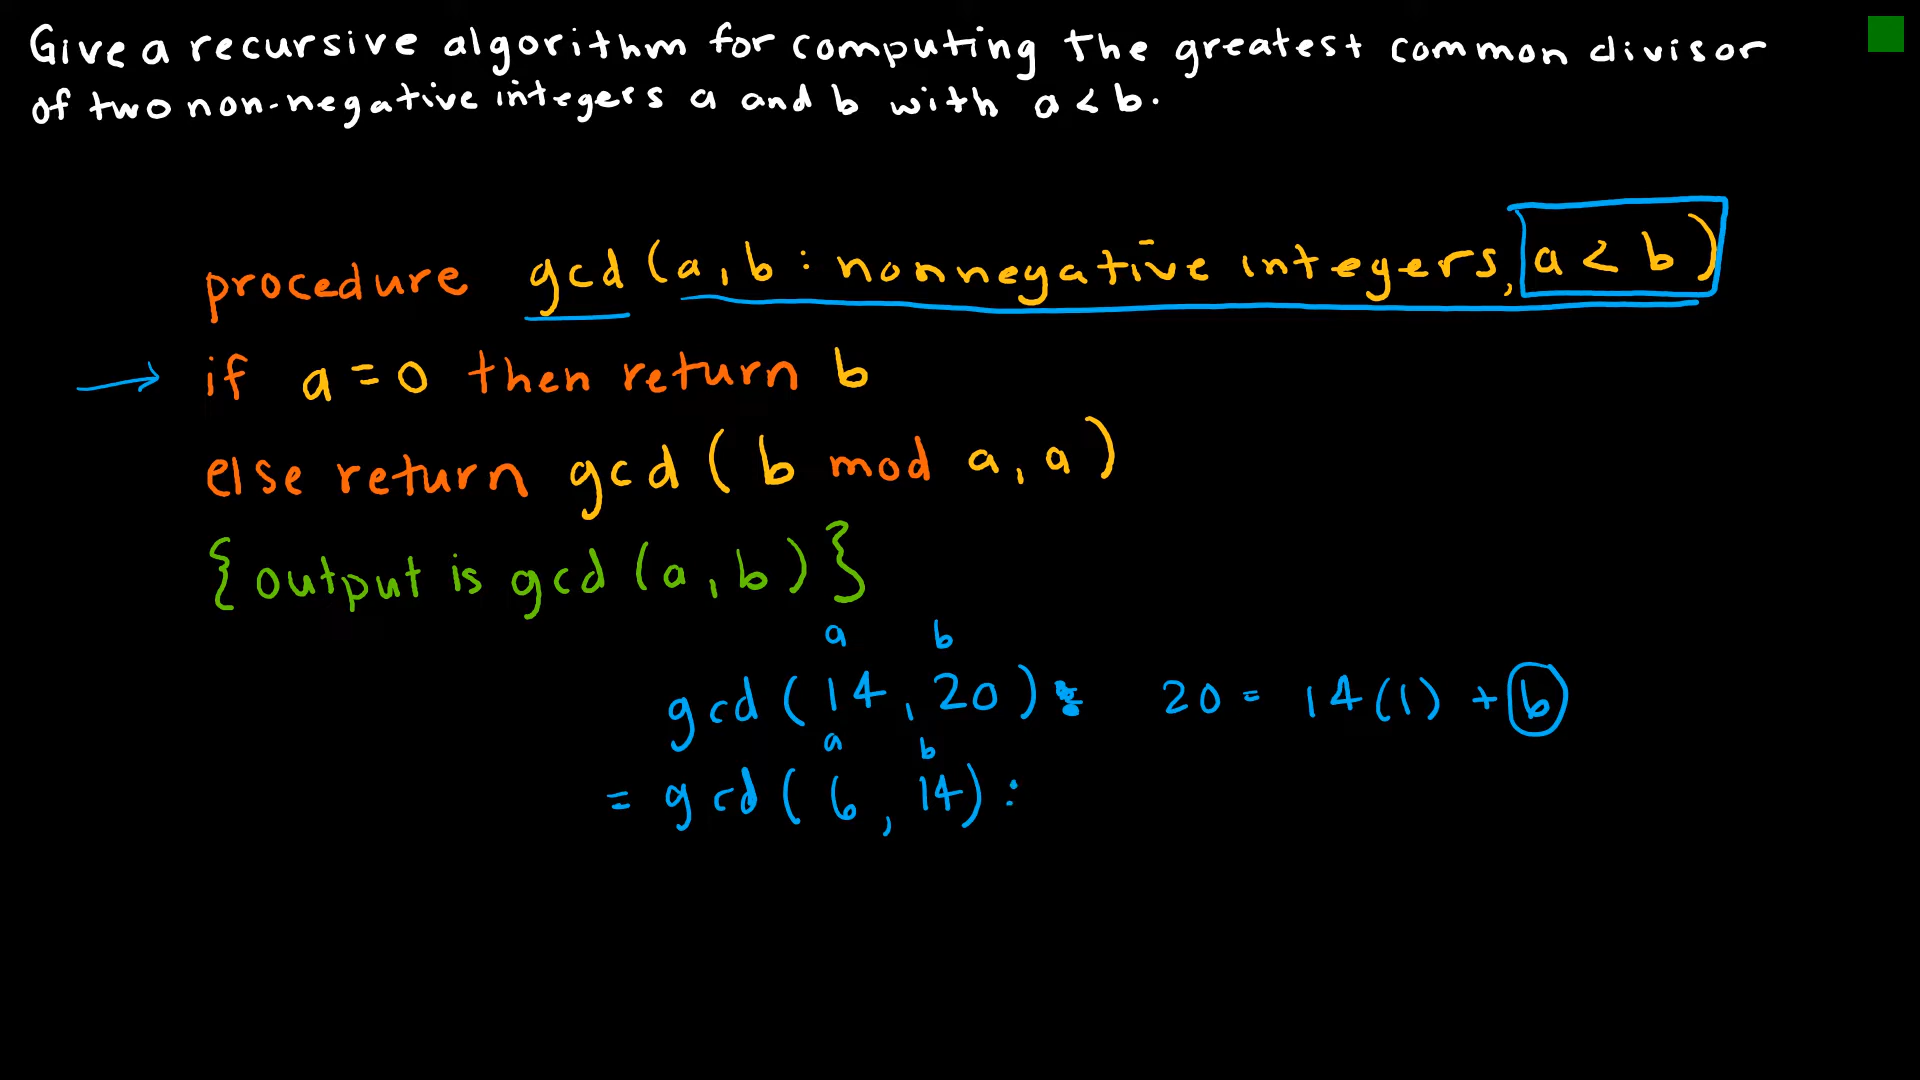 Give a recursive algorithm for computing the greatest common divisor
of two non-negative integers a and b with a < b.
procedure gcd (a, b : nonnegative integers, a < b)
→ if a = 0 then return b
else return gcd ( b mod a, a )
{ output is gcd (a, b) }
a b
gcd ( 14, 20 ) 20 = 14(1) + 6
a b
= gcd ( 6, 14) :